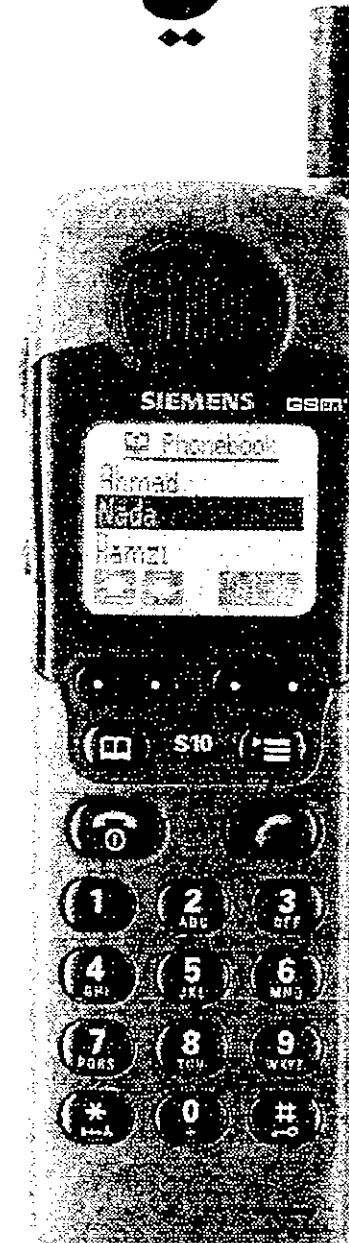 SIEMENS GSM
Phonebook
Ahmad
Nada
Ramzi
S10
1 2 ABC 3 DEF
4 GHI 5 JKL 6 MNO
7 PQRS 8 TUV 9 WXYZ
* 0 + #